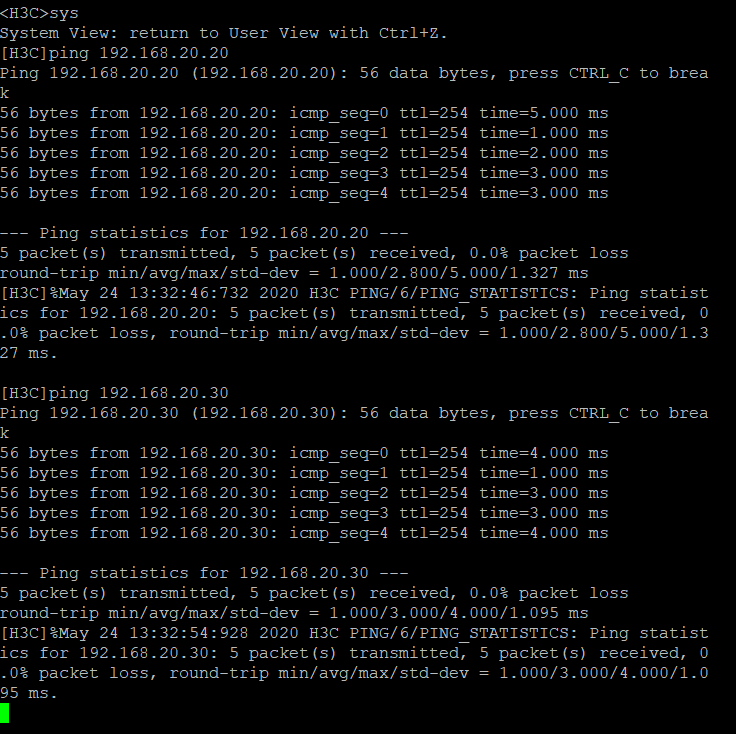 <H3C>sys
System View: return to User View with Ctrl+Z.
[H3C]ping 192.168.20.20
Ping 192.168.20.20 (192.168.20.20): 56 data bytes, press CTRL_C to brea
k
56 bytes from 192.168.20.20: icmp_seq=0 ttl=254 time=5.000 ms
56 bytes from 192.168.20.20: icmp_seq=1 ttl=254 time=1.000 ms
56 bytes from 192.168.20.20: icmp_seq=2 ttl=254 time=2.000 ms
56 bytes from 192.168.20.20: icmp_seq=3 ttl=254 time=3.000 ms
56 bytes from 192.168.20.20: icmp_seq=4 ttl=254 time=3.000 ms

--- Ping statistics for 192.168.20.20 ---
5 packet(s) transmitted, 5 packet(s) received, 0.0% packet loss
round-trip min/avg/max/std-dev = 1.000/2.800/5.000/1.327 ms
[H3C]%May 24 13:32:46:732 2020 H3C PING/6/PING_STATISTICS: Ping statist
ics for 192.168.20.20: 5 packet(s) transmitted, 5 packet(s) received, 0
.0% packet loss, round-trip min/avg/max/std-dev = 1.000/2.800/5.000/1.3
27 ms.

[H3C]ping 192.168.20.30
Ping 192.168.20.30 (192.168.20.30): 56 data bytes, press CTRL_C to brea
k
56 bytes from 192.168.20.30: icmp_seq=0 ttl=254 time=4.000 ms
56 bytes from 192.168.20.30: icmp_seq=1 ttl=254 time=1.000 ms
56 bytes from 192.168.20.30: icmp_seq=2 ttl=254 time=3.000 ms
56 bytes from 192.168.20.30: icmp_seq=3 ttl=254 time=3.000 ms
56 bytes from 192.168.20.30: icmp_seq=4 ttl=254 time=4.000 ms

--- Ping statistics for 192.168.20.30 ---
5 packet(s) transmitted, 5 packet(s) received, 0.0% packet loss
round-trip min/avg/max/std-dev = 1.000/3.000/4.000/1.095 ms
[H3C]%May 24 13:32:54:928 2020 H3C PING/6/PING_STATISTICS: Ping statist
ics for 192.168.20.30: 5 packet(s) transmitted, 5 packet(s) received, 0
.0% packet loss, round-trip min/avg/max/std-dev = 1.000/3.000/4.000/1.0
95 ms.